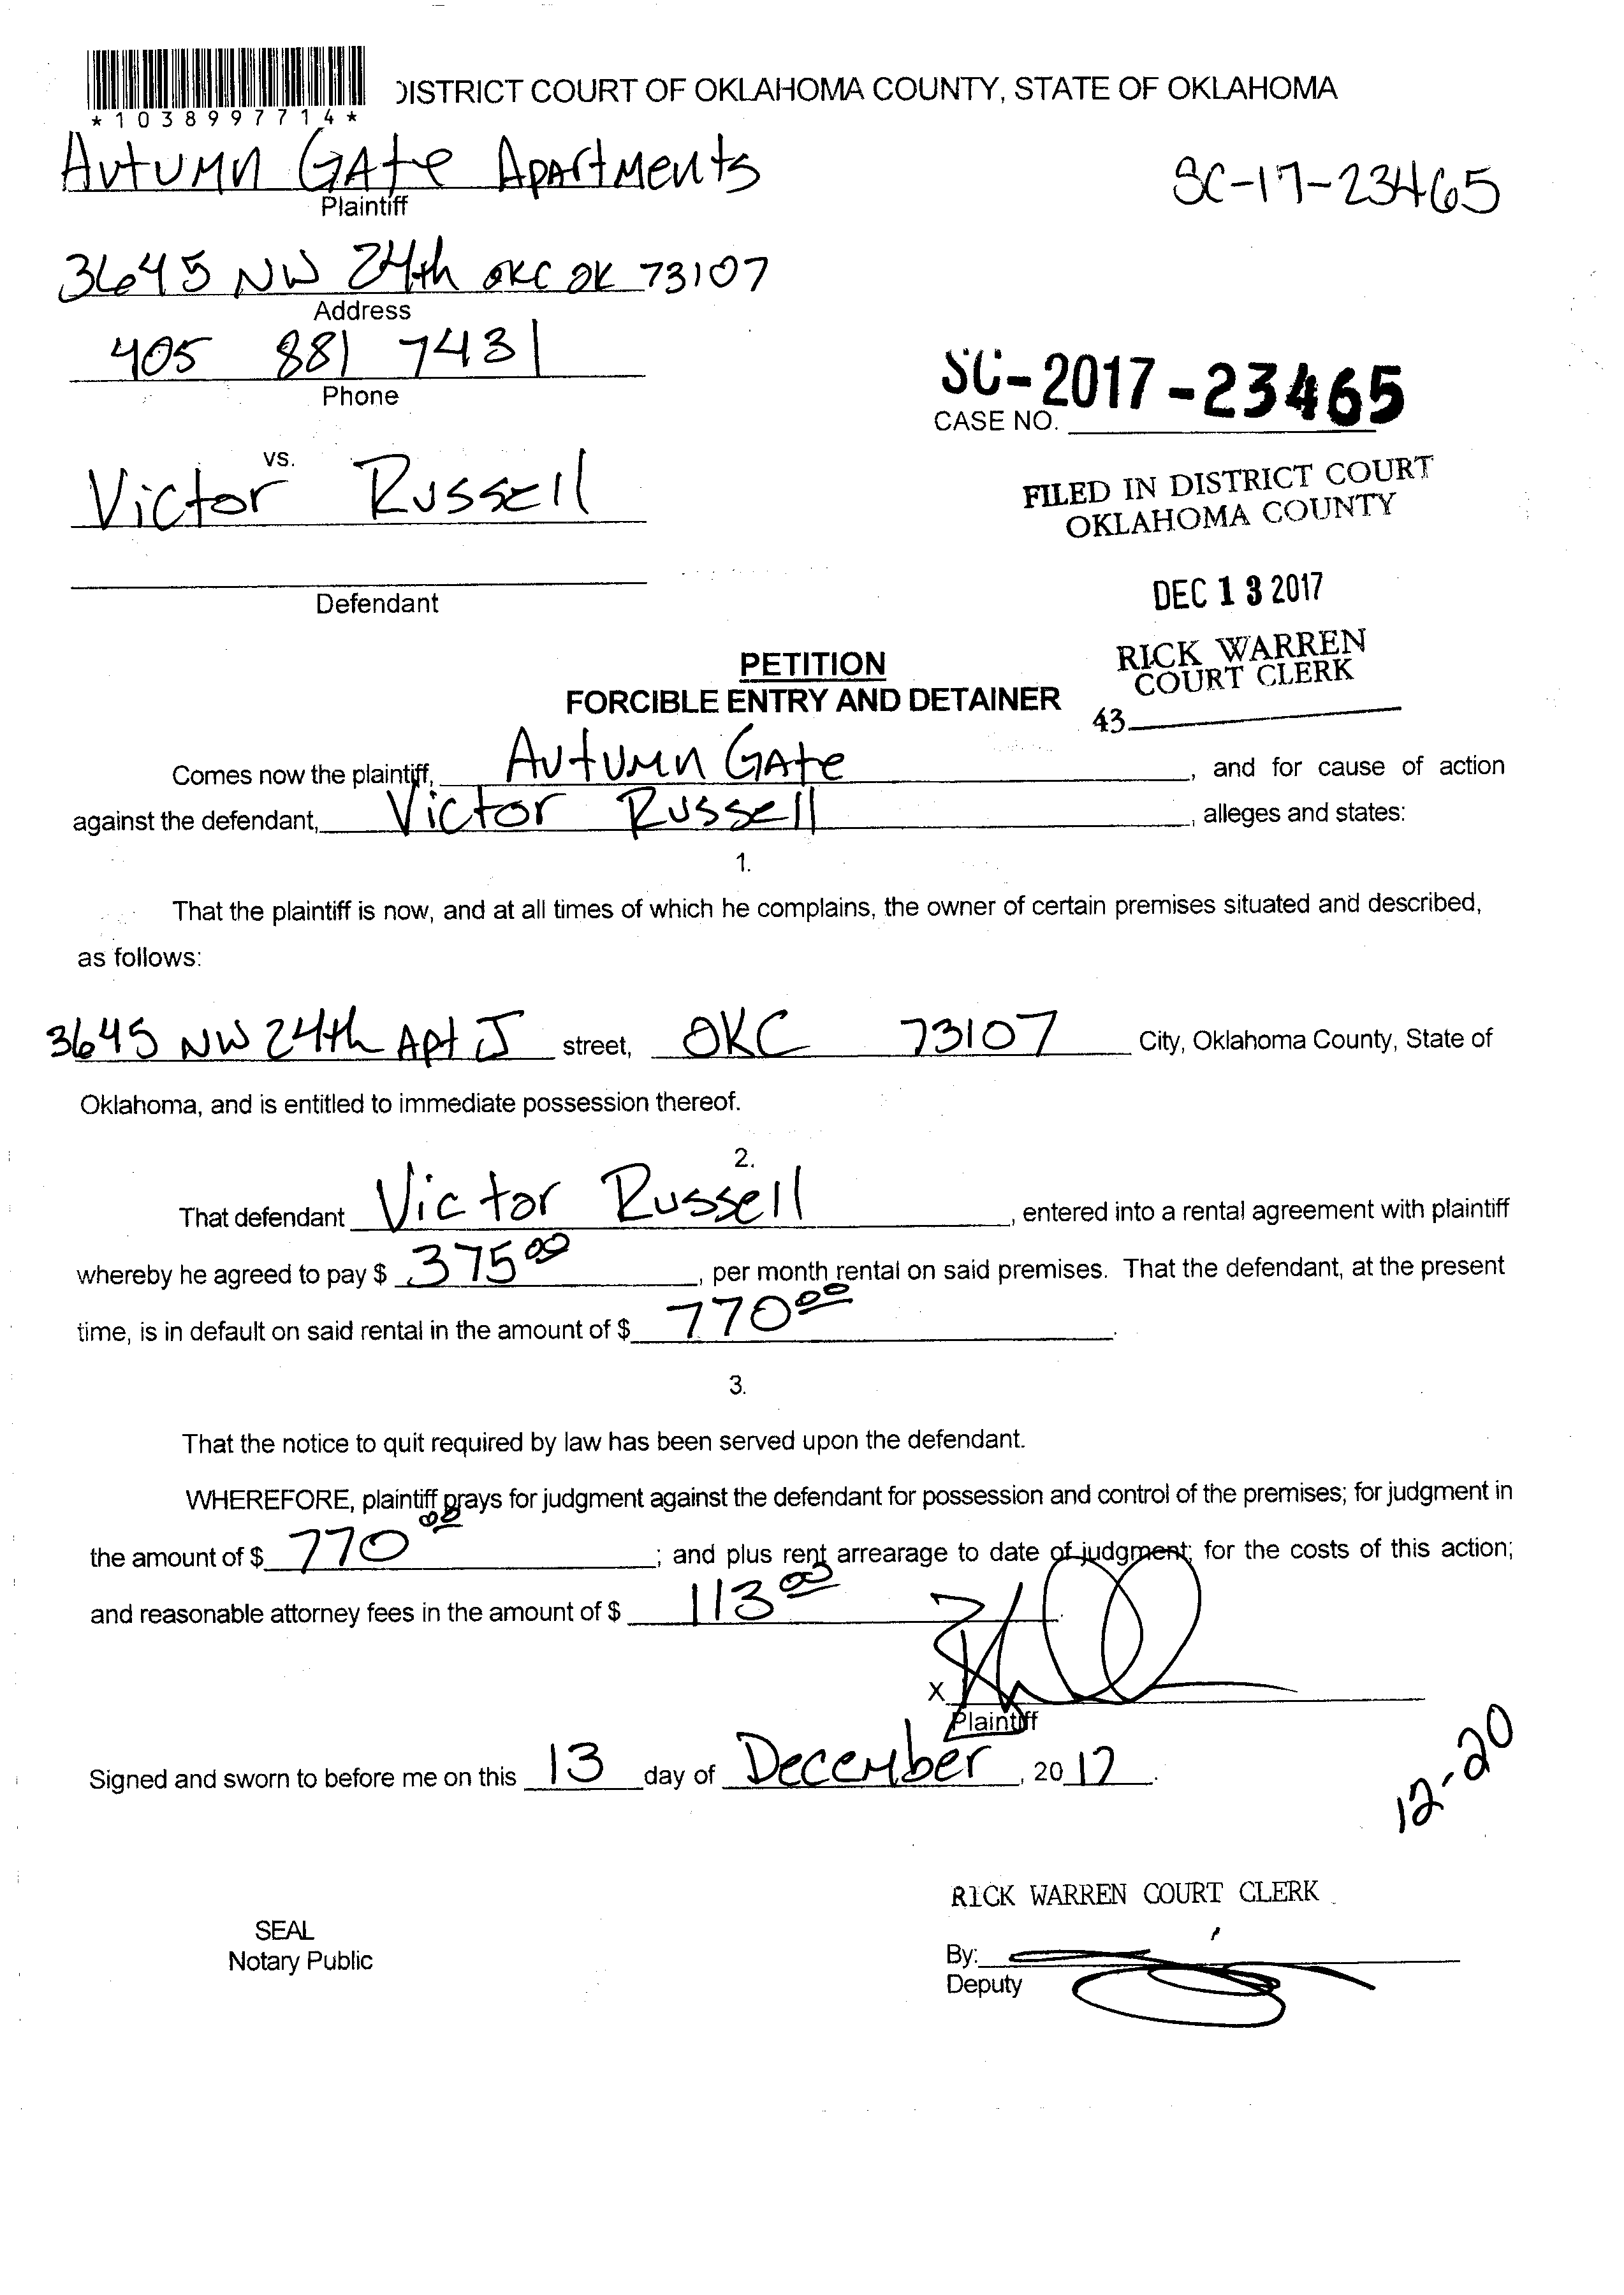 DISTRICT COURT OF OKLAHOMA COUNTY, STATE OF OKLAHOMA
*1038997714*
Autumn Gate Apartments
Plaintiff
SC-17-23465
3645 NW 24th OKC OK 73107
Address
405 881 7431
Phone
SC-2017-23465
CASE NO.
vs.
Victor Russell
FILED IN DISTRICT COURT
OKLAHOMA COUNTY
Defendant
DEC 13 2017
RICK WARREN
COURT CLERK
43
PETITION
FORCIBLE ENTRY AND DETAINER
Comes now the plaintiff, Autumn Gate, and for cause of action
against the defendant, Victor Russell, alleges and states:
1.
That the plaintiff is now, and at all times of which he complains, the owner of certain premises situated and described,
as follows:
3645 NW 24th Apt J street, OKC 73107 City, Oklahoma County, State of
Oklahoma, and is entitled to immediate possession thereof.
2.
That defendant Victor Russell, entered into a rental agreement with plaintiff
whereby he agreed to pay $ 375 00, per month rental on said premises. That the defendant, at the present
time, is in default on said rental in the amount of $ 770 00.
3.
That the notice to quit required by law has been served upon the defendant.
WHEREFORE, plaintiff prays for judgment against the defendant for possession and control of the premises; for judgment in
the amount of $ 770 00; and plus rent arrearage to date of judgment; for the costs of this action;
and reasonable attorney fees in the amount of $ 113 00.
X
Plaintiff
Signed and sworn to before me on this 13 day of December, 2017.
12-20
RICK WARREN COURT CLERK
SEAL
Notary Public
By:
Deputy